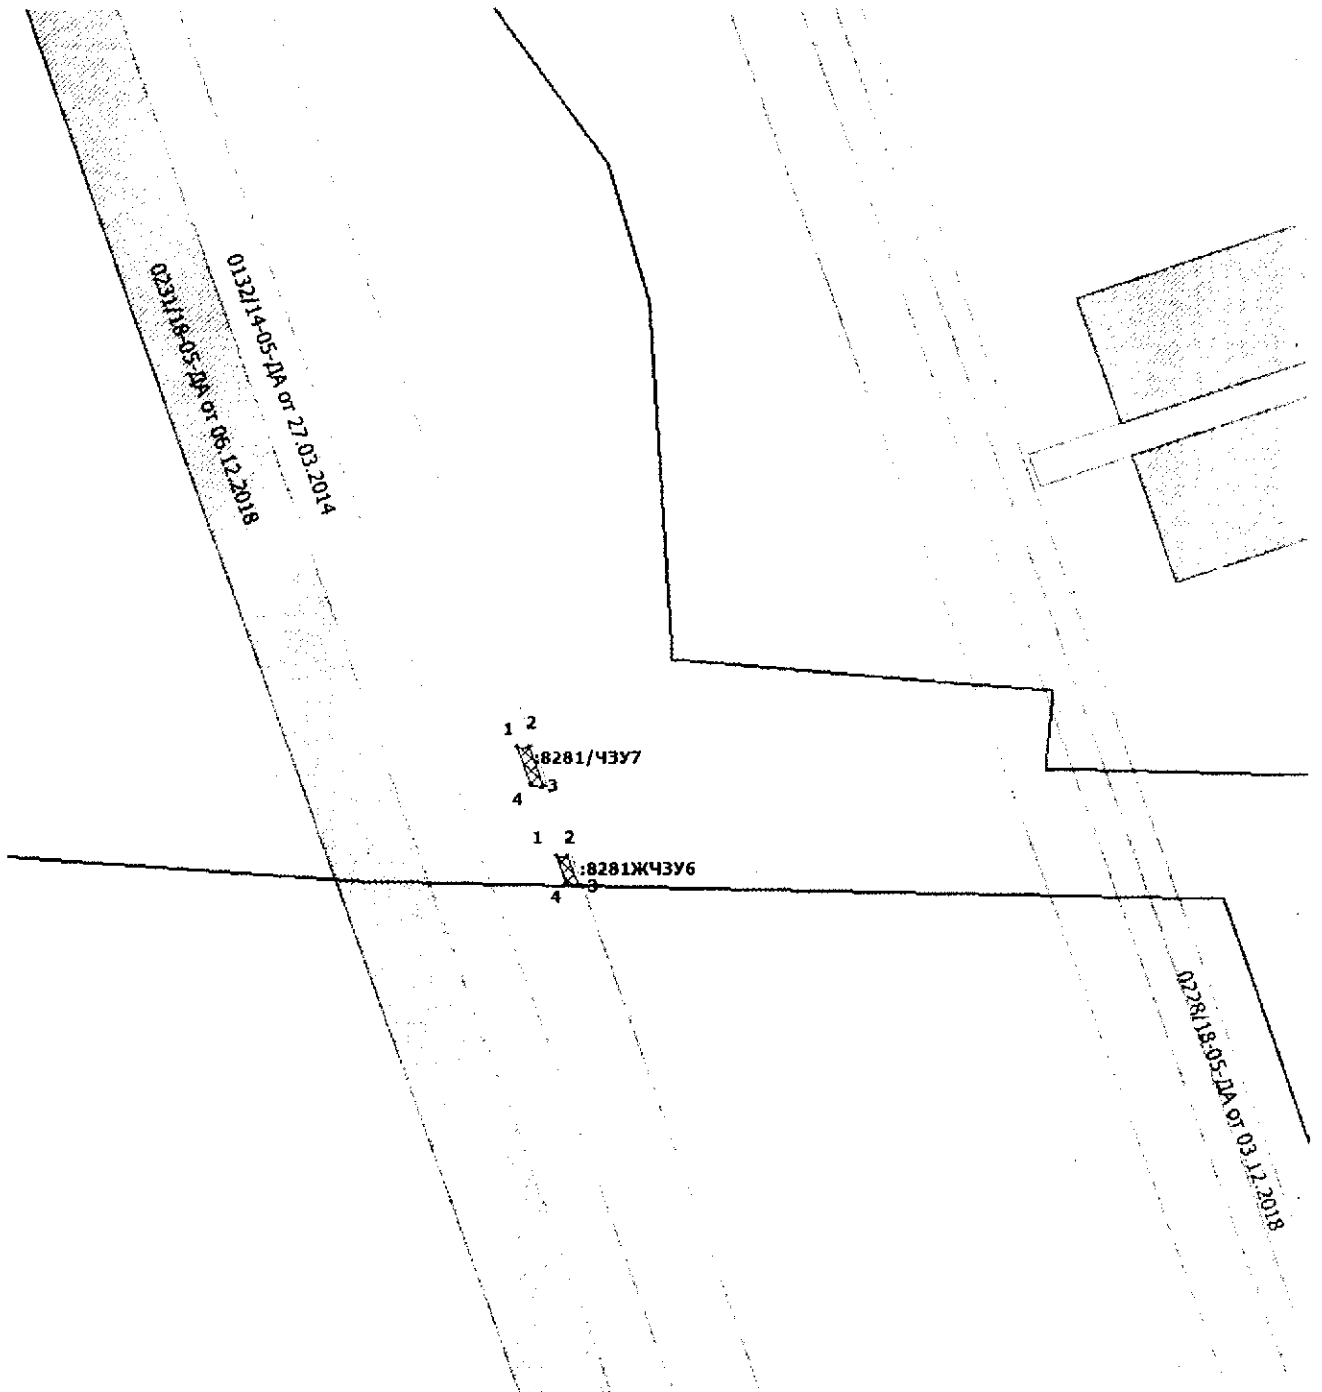 0132/14-05-ДА от 27.03.2014
0231/18-05-ДА от 06.12.2018
1 2
:8281/ЧЗУ7
4 3
1 2
:8281ЖЧЗУ6
4 3
0228/18-05-ДА от 03.12.2018